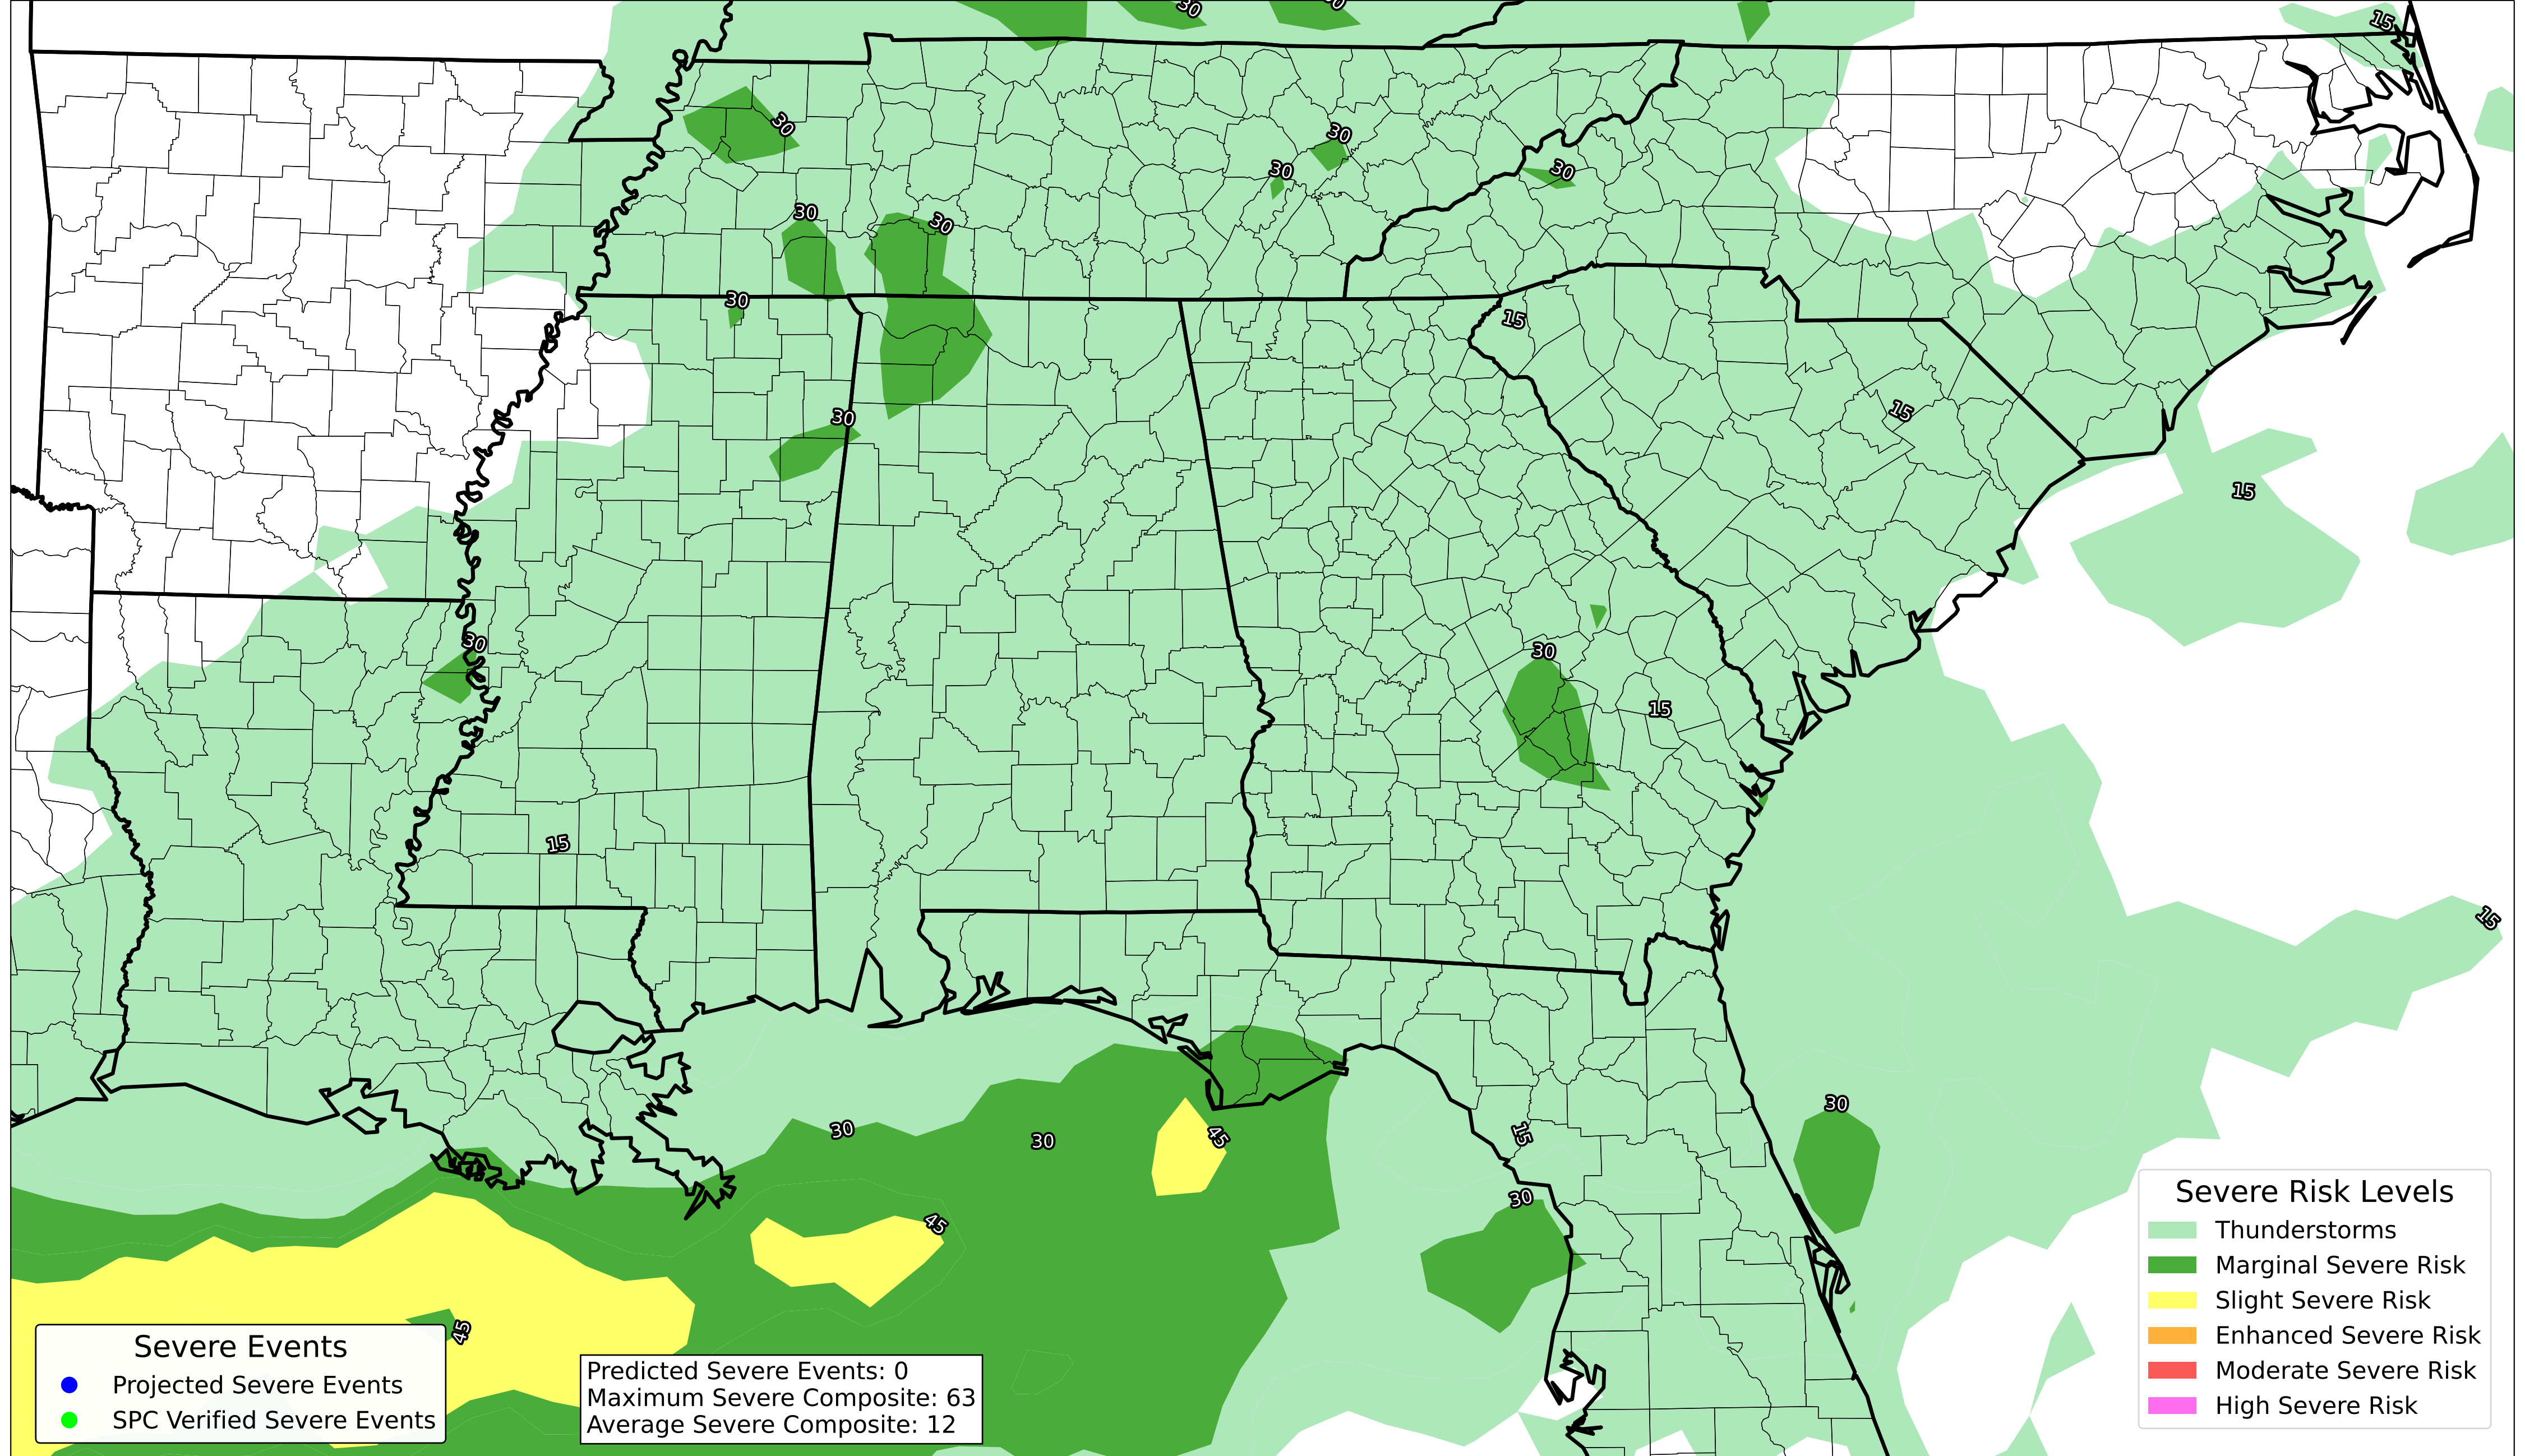 30
30
15
30
30
30
30
30
30
30
15
30
15
15
30
30
15
15
15
30
30
30
15
45
30
45
45
Severe Risk Levels
Thunderstorms
Marginal Severe Risk
Slight Severe Risk
Enhanced Severe Risk
Moderate Severe Risk
High Severe Risk
Severe Events
Projected Severe Events
SPC Verified Severe Events
Predicted Severe Events: 0
Maximum Severe Composite: 63
Average Severe Composite: 12